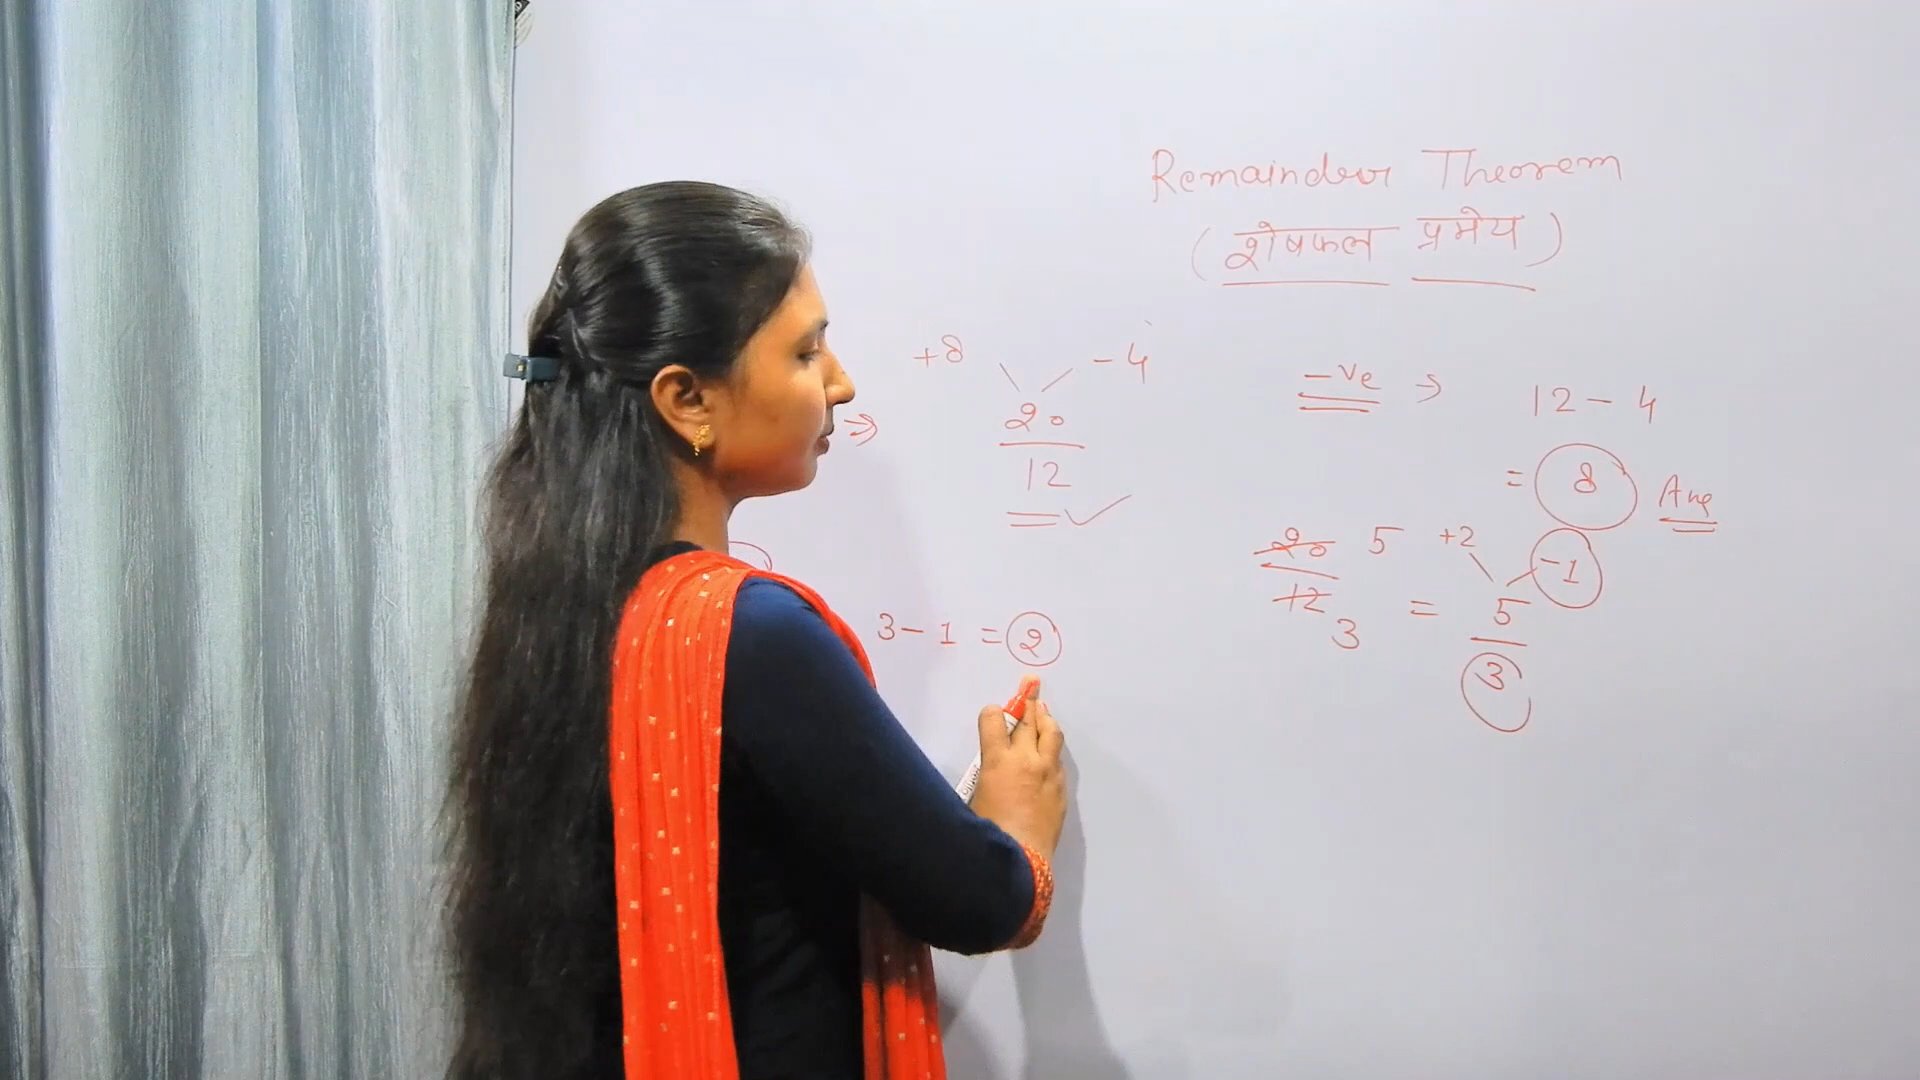 Remainder Theorem
(शेषफल प्रमेय)
+8 - 4
→ 20
12
-ve → 12 - 4
= 8 Ans
20 5 +2 -1
12 3 = 5
3
3 - 1 = 2